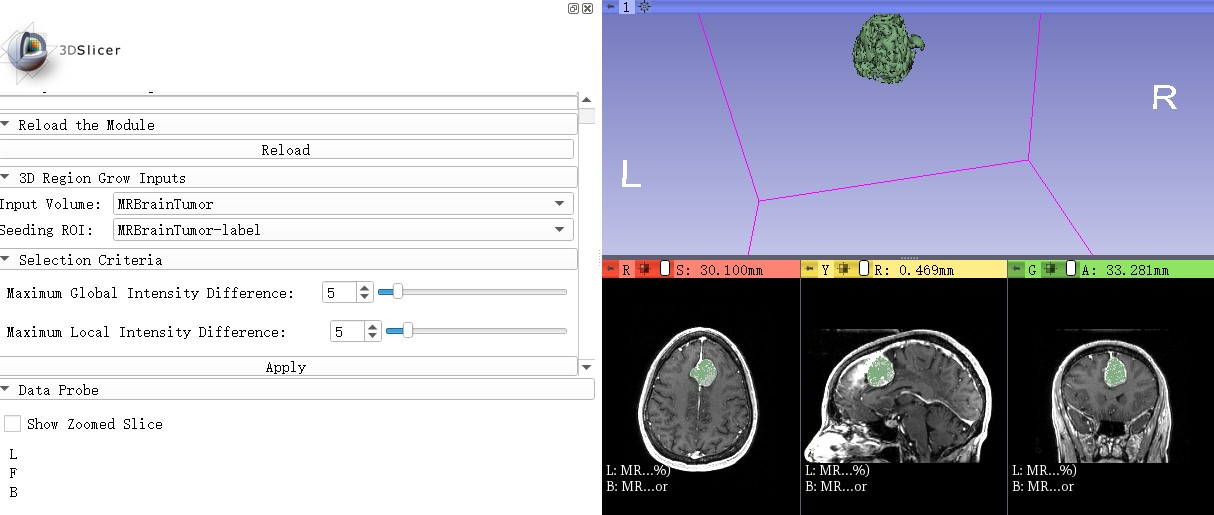 3DSlicer
Reload the Module
Reload
3D Region Grow Inputs
Input Volume: MRBrainTumor
Seeding ROI: MRBrainTumor-label
Selection Criteria
Maximum Global Intensity Difference: 5
Maximum Local Intensity Difference: 5
Apply
Data Probe
Show Zoomed Slice
L
F
B
1
R
L
R S: 30.100mm
Y R: 0.469mm
G A: 33.281mm
L: MR...%)
B: MR...or
L: MR...%)
B: MR...or
L: MR...%)
B: MR...or